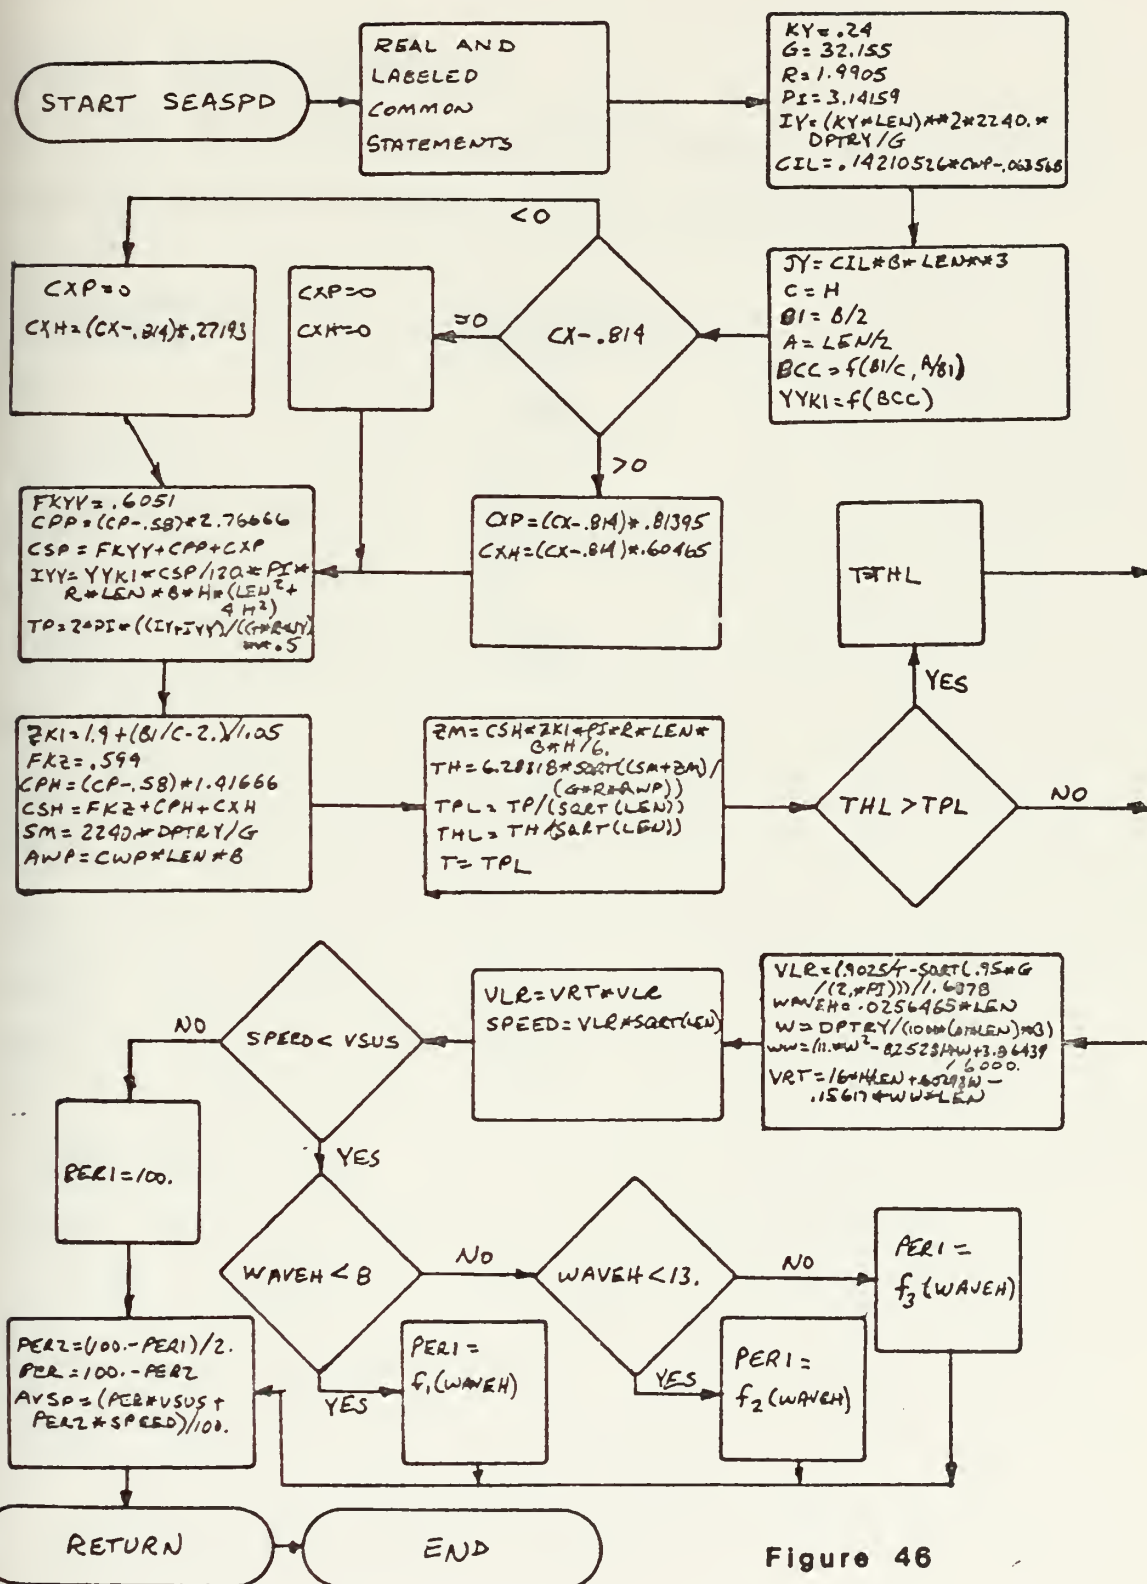 START SEASPD
REAL AND
LABELED
COMMON
STATEMENTS
KY=.24
G=32.155
R=1.9905
PI=3.14159
IY=(KY*LEN)**2*2240.*
DPTRY/G
CIL=.14210526*CWP-.063568
JY=CIL*B*LEN**3
C=H
B1=B/2
A=LEN/2
BCC=f(B1/C, A/B1)
YYK1=f(BCC)
CX-.814
<0
=0
>0
CXP=0
CXH=0
CXP=0
CXH=(CX-.814)*.27193
CXP=(CX-.814)*.81395
CXH=(CX-.814)*.60465
FKYY=.6051
CPP=(CP-.58)*2.76666
CSP=FKYY+CPP+CXP
IYY=YYK1*CSP/120*PI*
R*LEN*B*H*(LEN²+
4H²)
TP=2*PI*((IY+IYY)/(G*R*JY)
**.5
ZK1=1.9+(B1/C-2.)/1.05
FKZ=.599
CPH=(CP-.58)*1.41666
CSH=FKZ+CPH+CXH
SM=2240*DPTRY/G
AWP=CWP*LEN*B
ZM=CSH*ZK1*PI*R*LEN*
B*H/6.
TH=6.28318*SQRT((SM+ZM)/
(G*R*AWP))
TPL=TP/(SQRT(LEN))
THL=TH/SQRT(LEN))
T=TPL
THL>TPL
YES
NO
T=THL
VLR=(.9025/T-SQRT(.95*G
/(2.*PI)))/1.6878
WAVEH=.0256465*LEN
W=DPTRY/(100*(.01*LEN)**3)
WW=(11.*W²-
/6000.
VRT=16*H/LEN+
.15617*WW*LEN
VLR=VRT*VLR
SPEED=VLR*SQRT(LEN)
SPEED<VSUS
NO
YES
PER1=100.
WAVEH<8
NO
YES
WAVEH<13.
NO
YES
PER1=
f₁(WAVEH)
PER1=
f₂(WAVEH)
PER1=
f₃(WAVEH)
PER2=(100.-PER1)/2.
PER=100.-PER2
AVSP=(PER*VSUS+
PER2*SPEED)/100.
RETURN
END
Figure 46